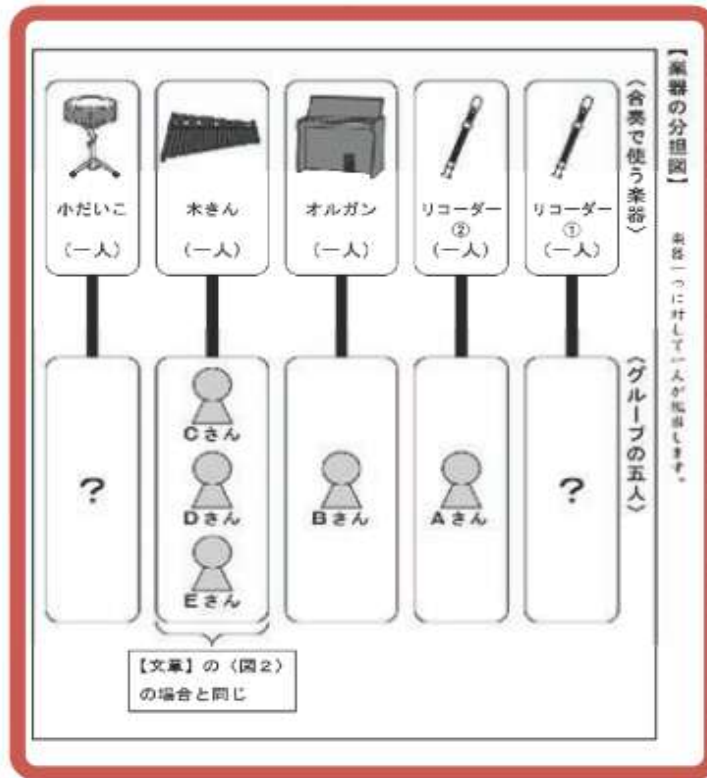 【楽器の分担図】
楽器一つに対して一人が担当します。
〈合奏で使う楽器〉
リコーダー
①
(一人)
リコーダー
②
(一人)
オルガン
(一人)
木きん
(一人)
小だいこ
(一人)
〈グループの五人〉
?
Aさん
Bさん
Cさん
Dさん
Eさん
?
【文章】の〈図2〉
の場合と同じ